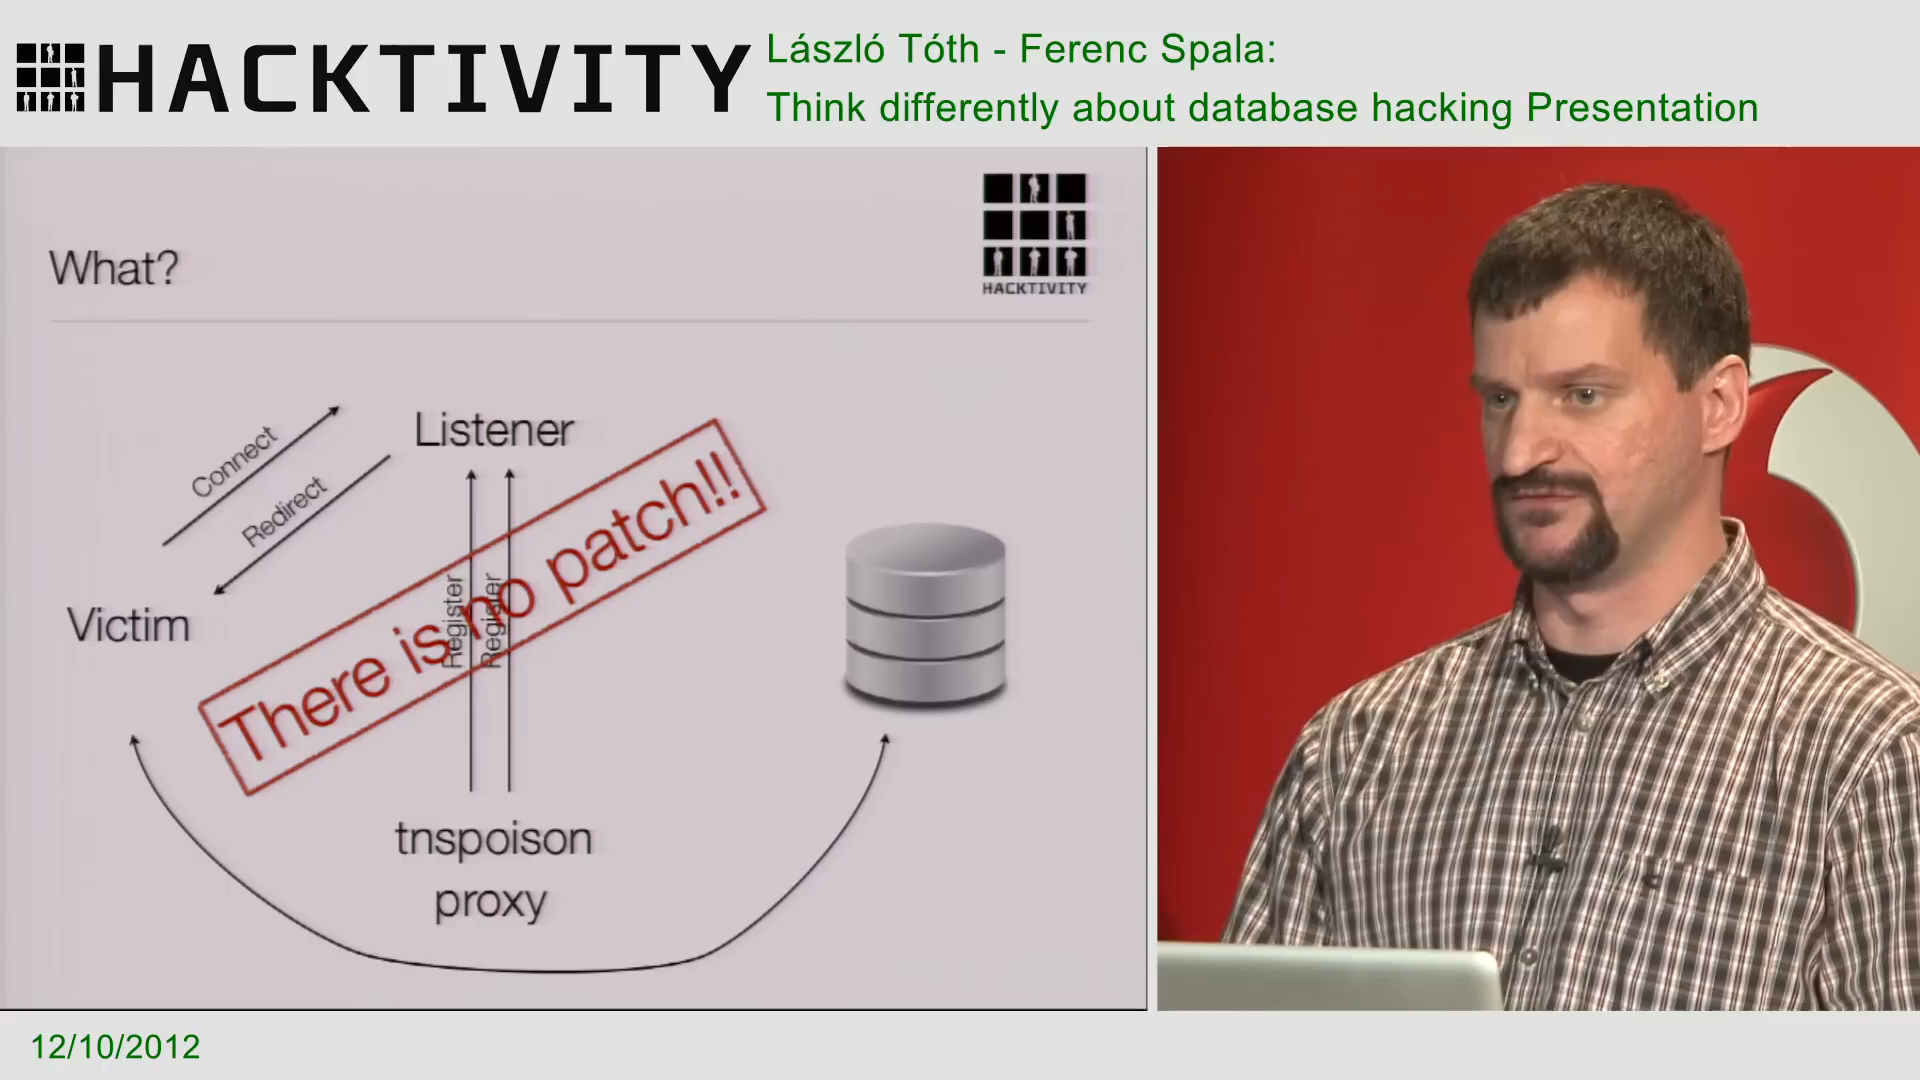 HACKTIVITY
László Tóth - Ferenc Spala:
Think differently about database hacking Presentation
What?
HACKTIVITY
Connect
Redirect
Listener
Victim
Register
Register
There is no patch!!
tnspoison
proxy
12/10/2012